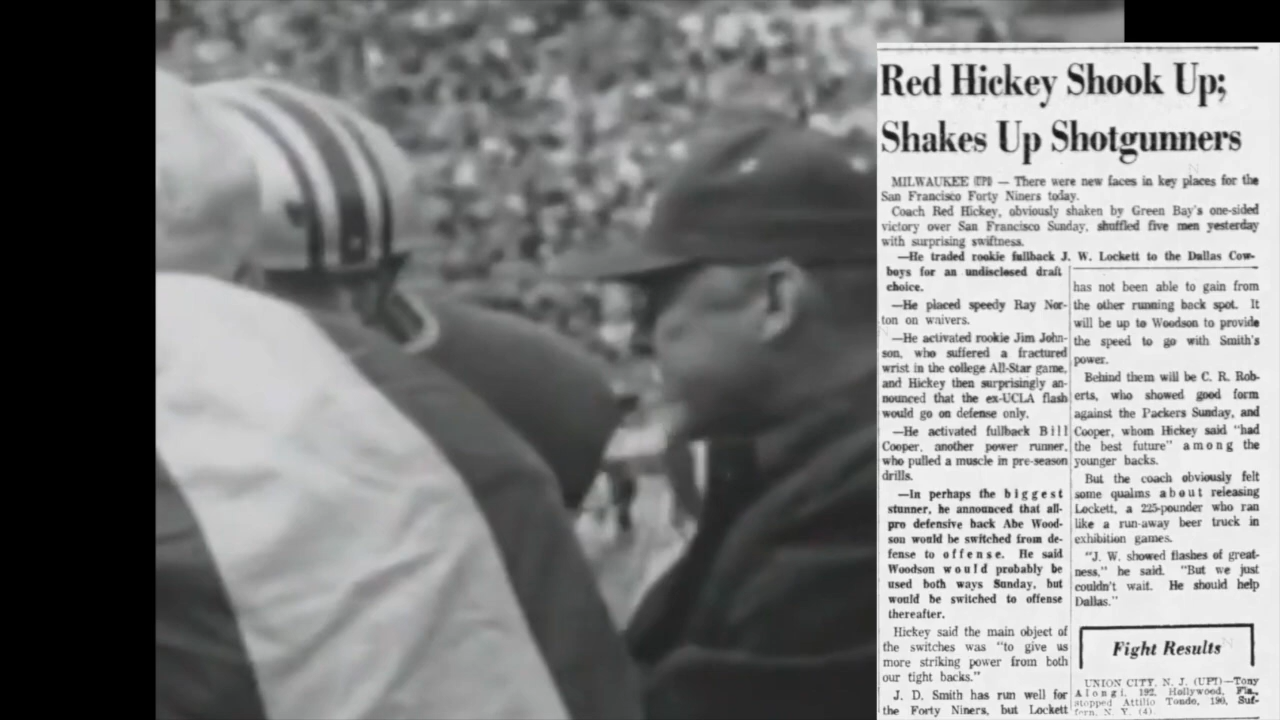 Red Hickey Shook Up;
Shakes Up Shotgunners
MILWAUKEE (UPI) — There were new faces in key places for the
San Francisco Forty Niners today.
Coach Red Hickey, obviously shaken by Green Bay's one-sided
victory over San Francisco Sunday, shuffled five men yesterday
with surprising swiftness.
—He traded rookie fullback J. W. Lockett to the Dallas Cow-
boys for an undisclosed draft
choice.
—He placed speedy Ray Nor-
ton on waivers.
—He activated rookie Jim John-
son, who suffered a fractured
wrist in the college All-Star game,
and Hickey then surprisingly an-
nounced that the ex-UCLA flash
would go on defense only.
—He activated fullback Bill
Cooper, another power runner,
who pulled a muscle in pre-season
drills.
—In perhaps the biggest
stunner, he announced that all-
pro defensive back Abe Wood-
son would be switched from de-
fense to offense. He said
Woodson would probably be
used both ways Sunday, but
would be switched to offense
thereafter.
Hickey said the main object of
the switches was "to give us
more striking power from both
our tight backs."
J. D. Smith has run well for
the Forty Niners, but Lockett
has not been able to gain from
the other running back spot. It
will be up to Woodson to provide
the speed to go with Smith's
power.
Behind them will be C. R. Rob-
erts, who showed good form
against the Packers Sunday, and
Cooper, whom Hickey said "had
the best future" among the
younger backs.
But the coach obviously felt
some qualms about releasing
Lockett, a 225-pounder who ran
like a run-away beer truck in
exhibition games.
"J. W. showed flashes of great-
ness," he said. "But we just
couldn't wait. He should help
Dallas."
Fight Results
UNION CITY, N. J. (UPI)—Tony
Alongi, 192, Hollywood, Fla.,
stopped Attilio Tondo, 190, Suf-
fern, N. Y. (4).